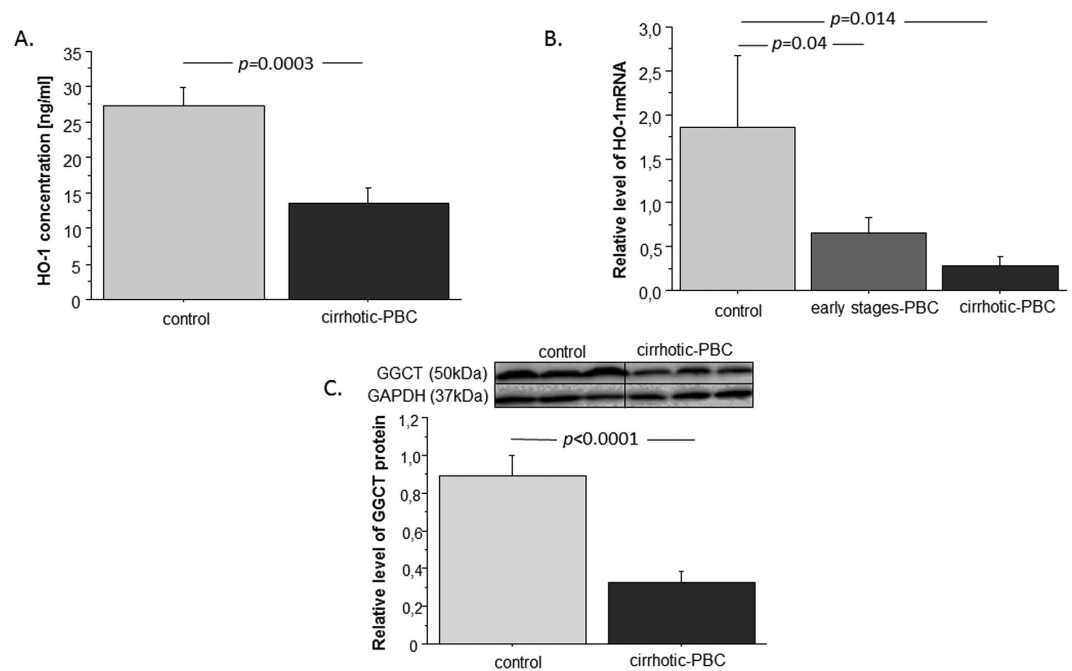 A.
HO-1 concentration [ng/ml]
35
30
25
20
15
10
5
0
p=0.0003
control
cirrhotic-PBC
B.
Relative level of HO-1mRNA
3,0
2,5
2,0
1,5
1,0
0,5
0,0
p=0.014
p=0.04
control
early stages-PBC
cirrhotic-PBC
C.
control
cirrhotic-PBC
GGCT (50kDa)
GAPDH (37kDa)
Relative level of GGCT protein
1,2
1,0
0,8
0,6
0,4
0,2
0
p<0.0001
control
cirrhotic-PBC